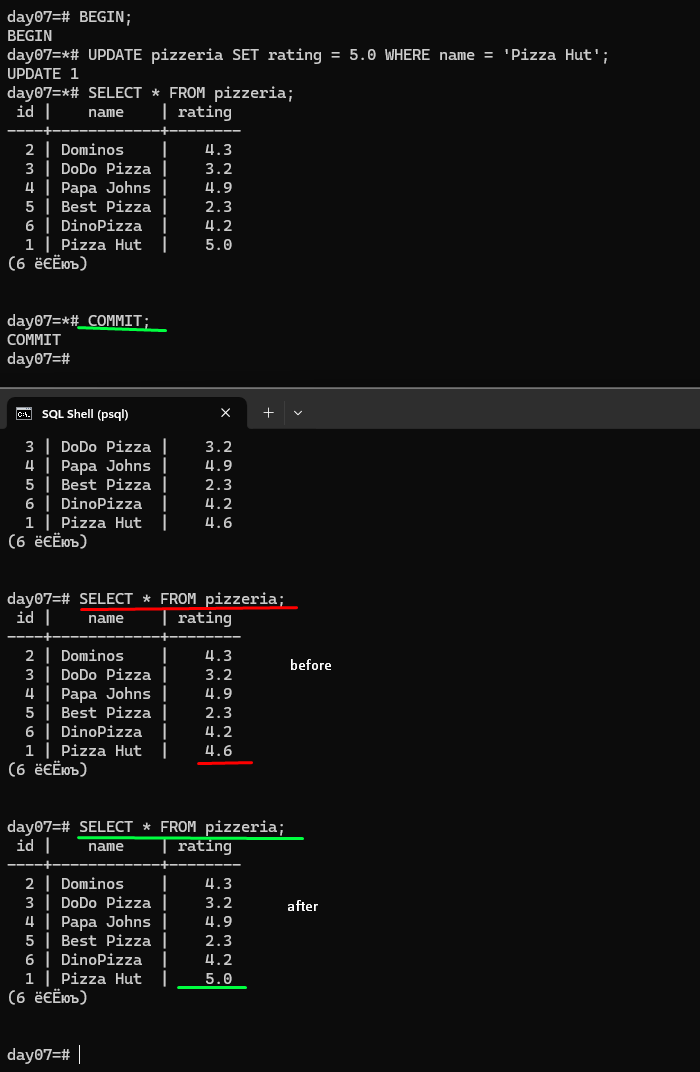 day07=# BEGIN;
BEGIN
day07=*# UPDATE pizzeria SET rating = 5.0 WHERE name = 'Pizza Hut';
UPDATE 1
day07=*# SELECT * FROM pizzeria;
 id |    name    | rating
----+------------+--------
  2 | Dominos    |    4.3
  3 | DoDo Pizza |    3.2
  4 | Papa Johns |    4.9
  5 | Best Pizza |    2.3
  6 | DinoPizza  |    4.2
  1 | Pizza Hut  |    5.0
(6 ёЄЁюъ)
day07=*# COMMIT;
COMMIT
day07=#
SQL Shell (psql)
  3 | DoDo Pizza |    3.2
  4 | Papa Johns |    4.9
  5 | Best Pizza |    2.3
  6 | DinoPizza  |    4.2
  1 | Pizza Hut  |    4.6
(6 ёЄЁюъ)
day07=# SELECT * FROM pizzeria;
 id |    name    | rating
----+------------+--------
  2 | Dominos    |    4.3
before
  3 | DoDo Pizza |    3.2
  4 | Papa Johns |    4.9
  5 | Best Pizza |    2.3
  6 | DinoPizza  |    4.2
  1 | Pizza Hut  |    4.6
(6 ёЄЁюъ)
day07=# SELECT * FROM pizzeria;
 id |    name    | rating
----+------------+--------
  2 | Dominos    |    4.3
  3 | DoDo Pizza |    3.2
after
  4 | Papa Johns |    4.9
  5 | Best Pizza |    2.3
  6 | DinoPizza  |    4.2
  1 | Pizza Hut  |    5.0
(6 ёЄЁюъ)
day07=#